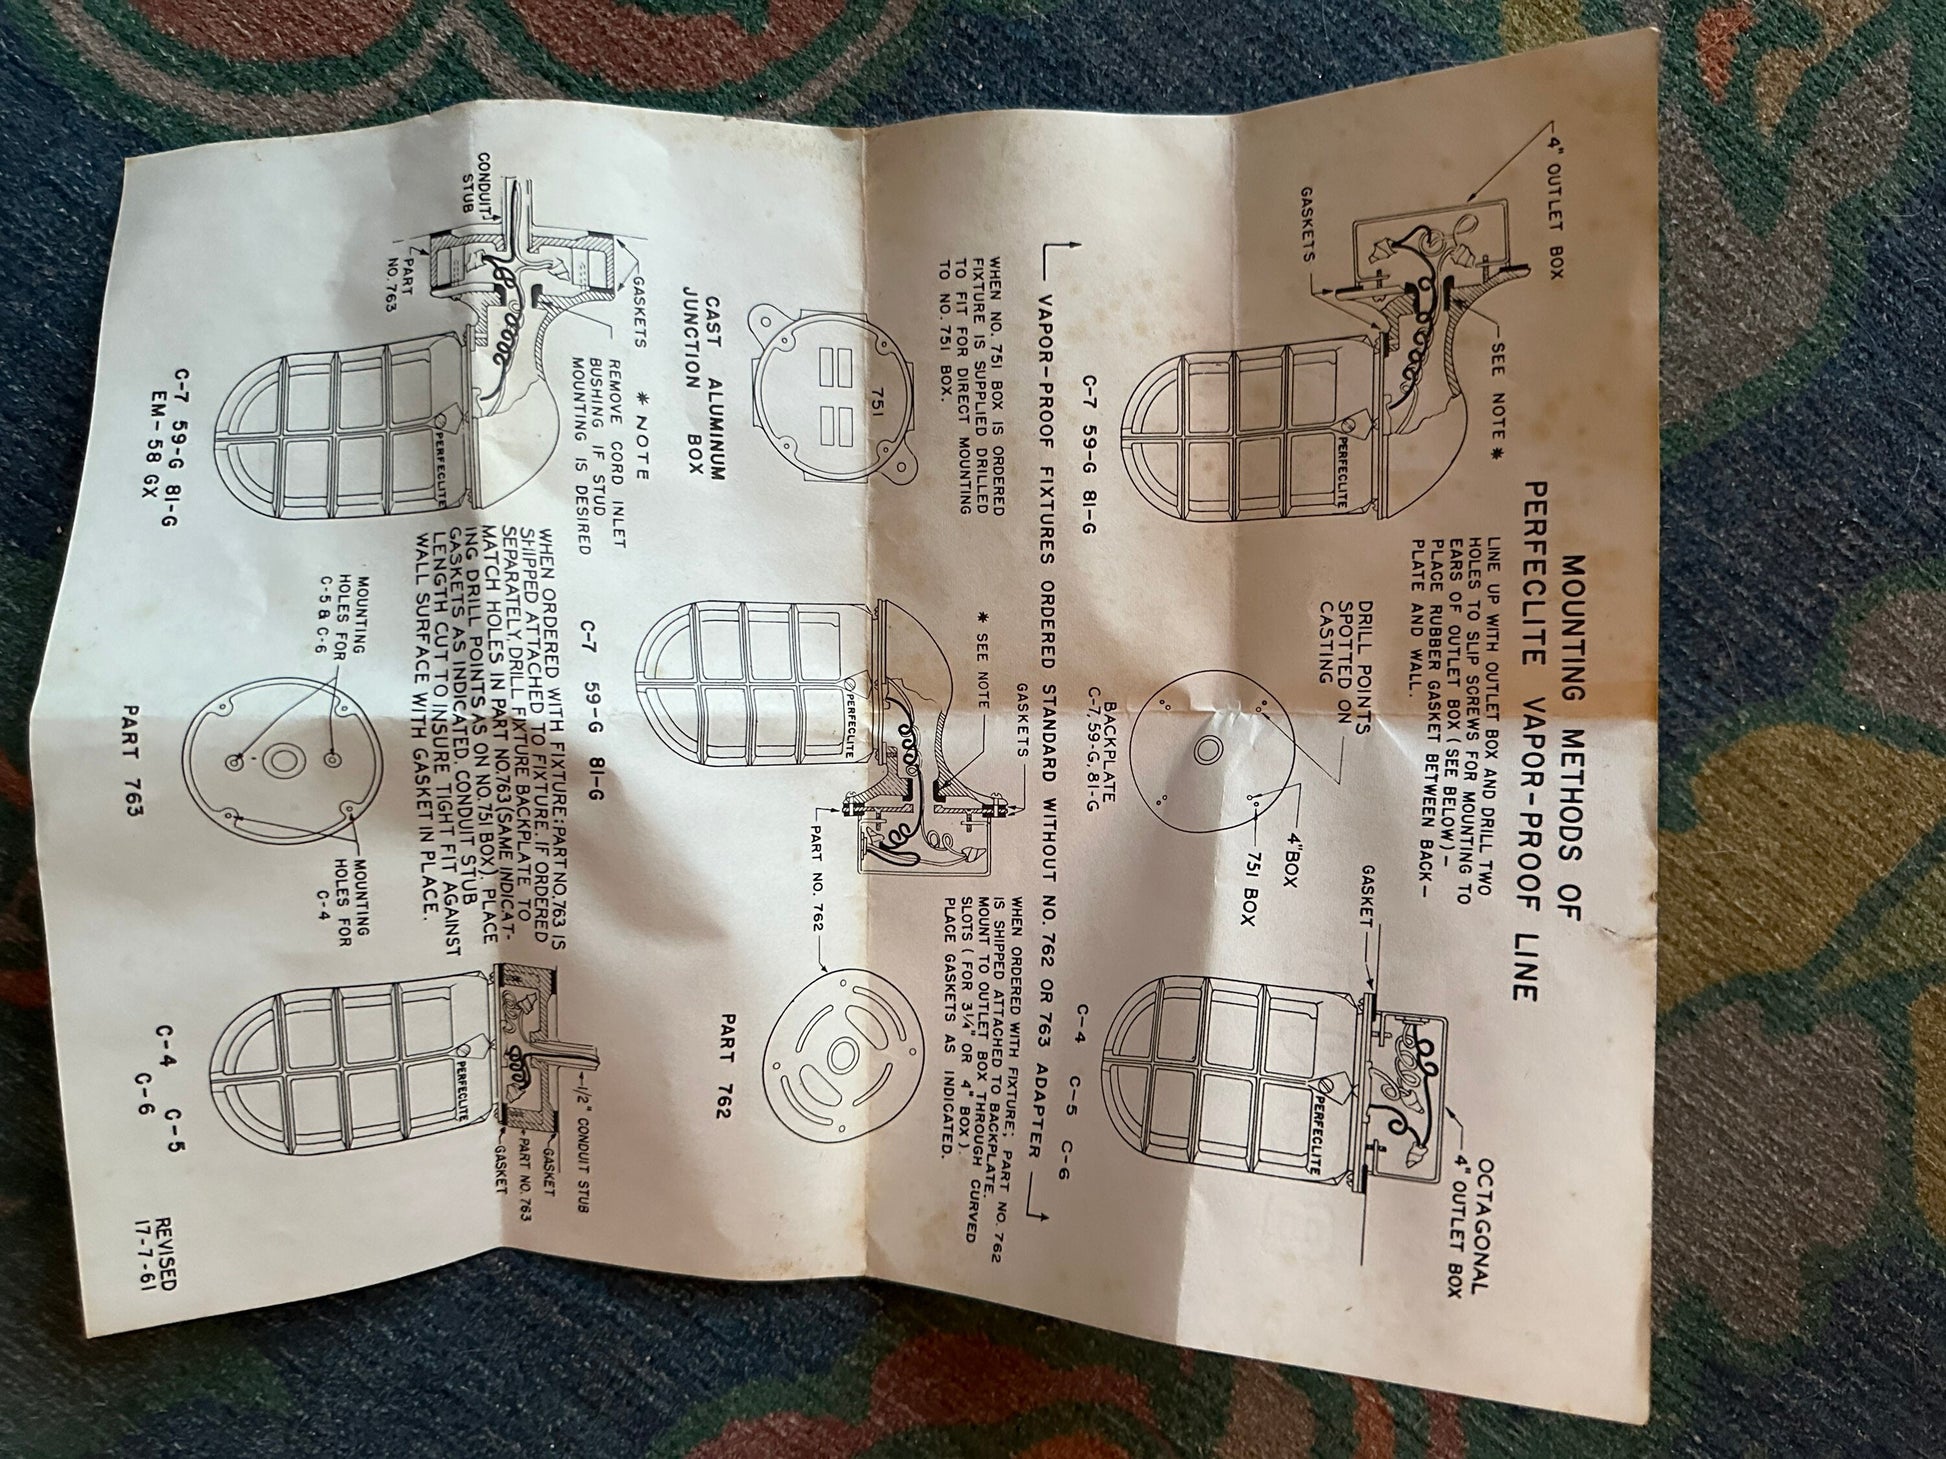 MOUNTING METHODS OF
PERFECLITE VAPOR-PROOF LINE
4" OUTLET BOX
GASKETS
SEE NOTE *
PERFECLITE
C-7 59-G 81-G
LINE UP WITH OUTLET BOX AND DRILL TWO
HOLES TO SLIP SCREWS FOR MOUNTING TO
EARS OF OUTLET BOX (SEE BELOW)-
PLACE RUBBER GASKET BETWEEN BACK-
PLATE AND WALL.
DRILL POINTS
SPOTTED ON
CASTING
4" BOX
751 BOX
BACKPLATE
C-7, 59-G, 81-G
OCTAGONAL
4" OUTLET BOX
GASKET
PERFECLITE
C-4 C-5 C-6
VAPOR-PROOF FIXTURES ORDERED STANDARD WITHOUT NO. 762 OR 763 ADAPTER
WHEN NO. 751 BOX IS ORDERED
FIXTURE IS SUPPLIED DRILLED
TO FIT FOR DIRECT MOUNTING
TO NO. 751 BOX.
751
CAST ALUMINUM
JUNCTION BOX
* SEE NOTE
GASKETS
PERFECLITE
PART NO. 762
C-7 59-G 81-G
WHEN ORDERED WITH FIXTURE; PART NO. 762
IS SHIPPED ATTACHED TO BACKPLATE.
MOUNT TO OUTLET BOX THROUGH CURVED
SLOTS (FOR 3 1/4" OR 4" BOX).
PLACE GASKETS AS INDICATED.
PART 762
CONDUIT
STUB
GASKETS
PART
NO. 763
* NOTE
REMOVE CORD INLET
BUSHING IF STUD
MOUNTING IS DESIRED
PERFECLITE
C-7 59-G 81-G
EM-58 GX
WHEN ORDERED WITH FIXTURE; PART NO. 763 IS
SHIPPED ATTACHED TO FIXTURE. IF ORDERED
SEPARATELY, DRILL FIXTURE BACKPLATE TO
MATCH HOLES IN PART NO. 763 (SAME INDICAT-
ING DRILL POINTS AS ON NO. 751 BOX). PLACE
GASKETS AS INDICATED. CONDUIT STUB
LENGTH CUT TO INSURE TIGHT FIT AGAINST
WALL SURFACE WITH GASKET IN PLACE.
MOUNTING
HOLES FOR
C-5 & C-6
MOUNTING
HOLES FOR
C-4
PART 763
1/2" CONDUIT STUB
GASKET
PART NO. 763
GASKET
PERFECLITE
C-4 C-5
C-6
REVISED
17-7-61